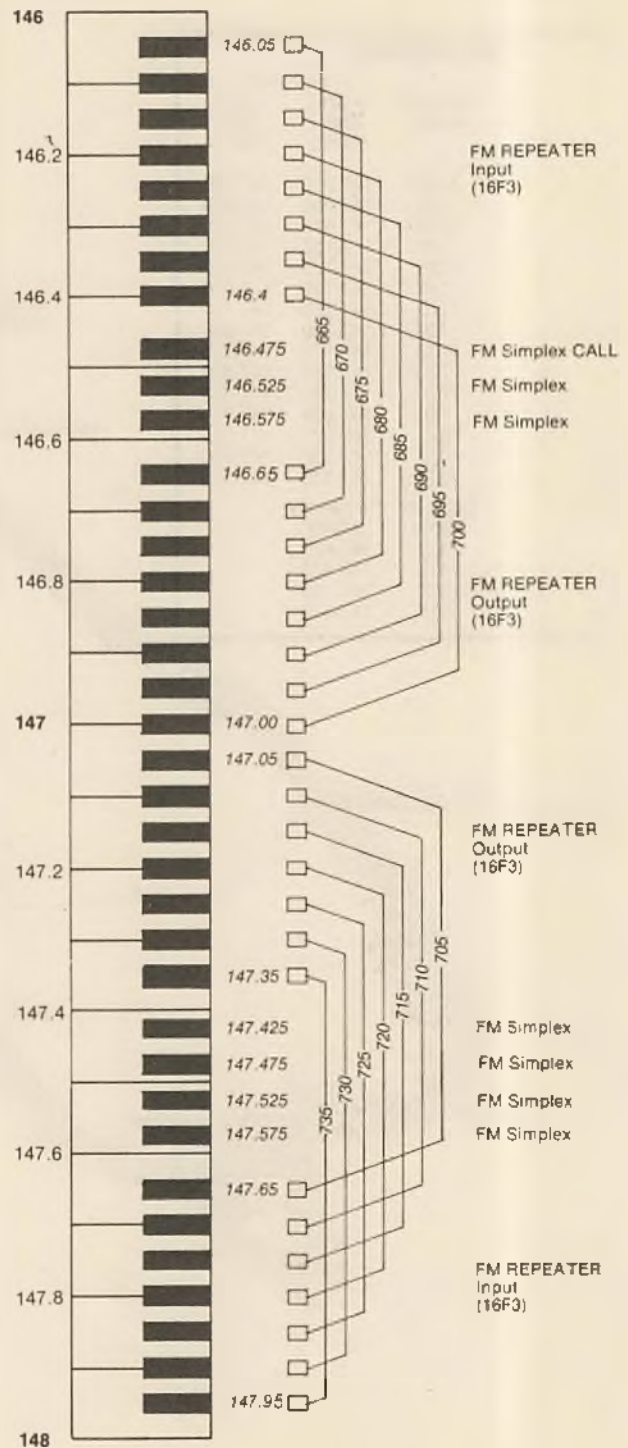 146
146.05
146.2
FM REPEATER
Input
(16F3)
146.4
146.4
665
670
675
680
685
690
695
700
146.475
FM Simplex CALL
146.525
FM Simplex
146.575
FM Simplex
146.6
146.65
146.8
FM REPEATER
Output
(16F3)
147
147.00
147.05
147.2
FM REPEATER
Output
(16F3)
705
710
715
720
725
730
735
147.35
147.4
147.425
FM Simplex
147.475
FM Simplex
147.525
FM Simplex
147.575
FM Simplex
147.6
147.65
147.8
FM REPEATER
Input
(16F3)
147.95
148